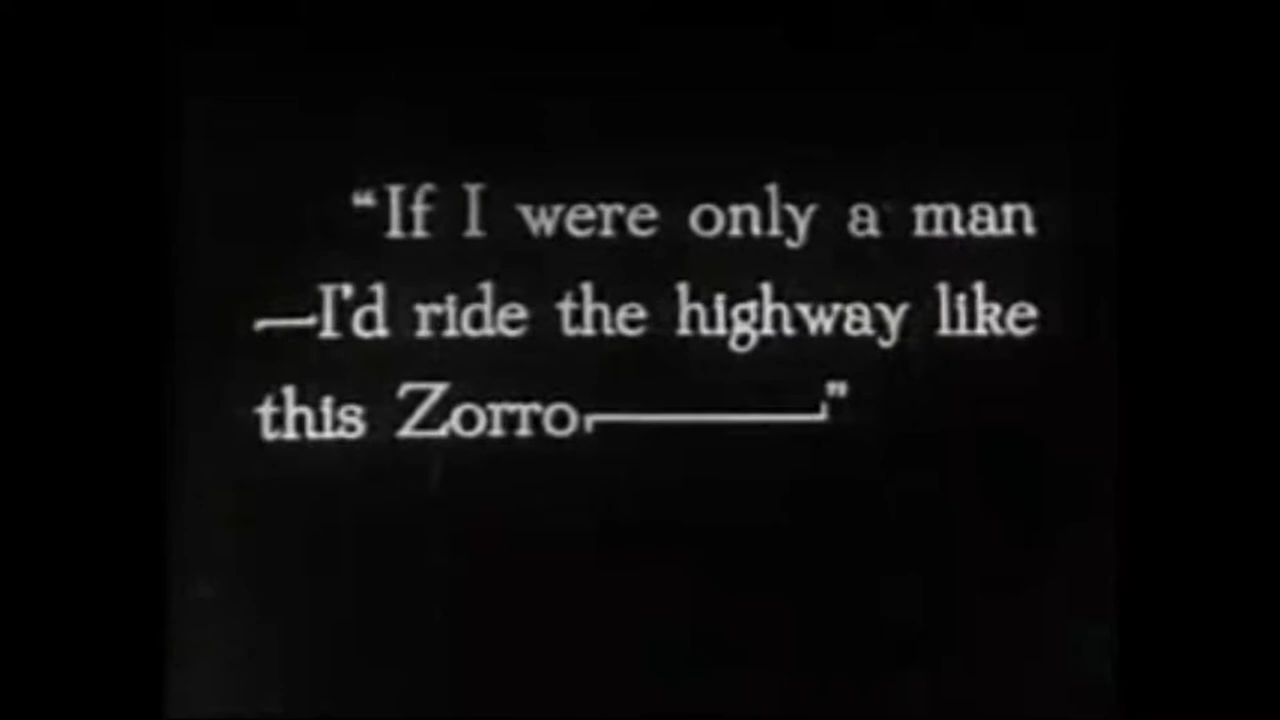 “If I were only a man
—I'd ride the highway like
this Zorro———”